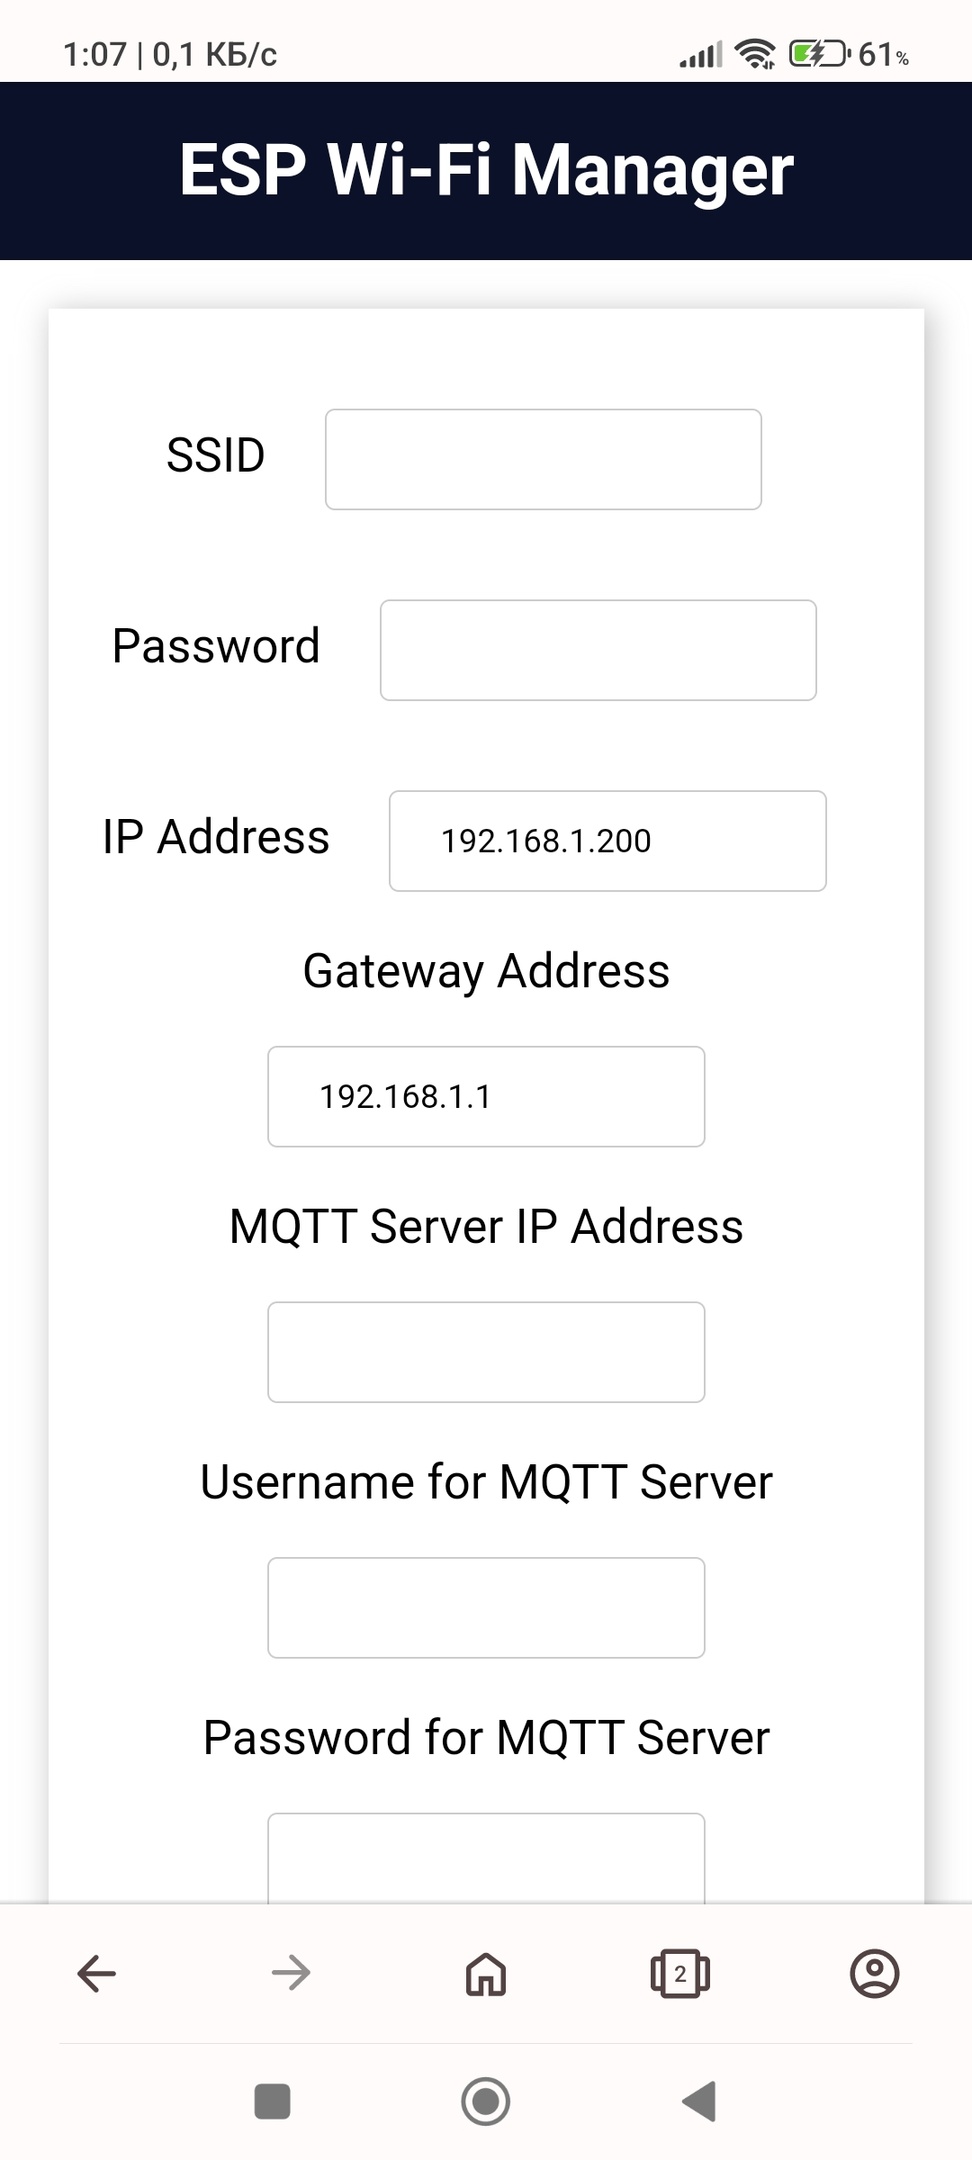 1:07 | 0,1 КБ/с 61%
ESP Wi-Fi Manager
SSID
Password
IP Address 192.168.1.200
Gateway Address
192.168.1.1
MQTT Server IP Address
Username for MQTT Server
Password for MQTT Server
2